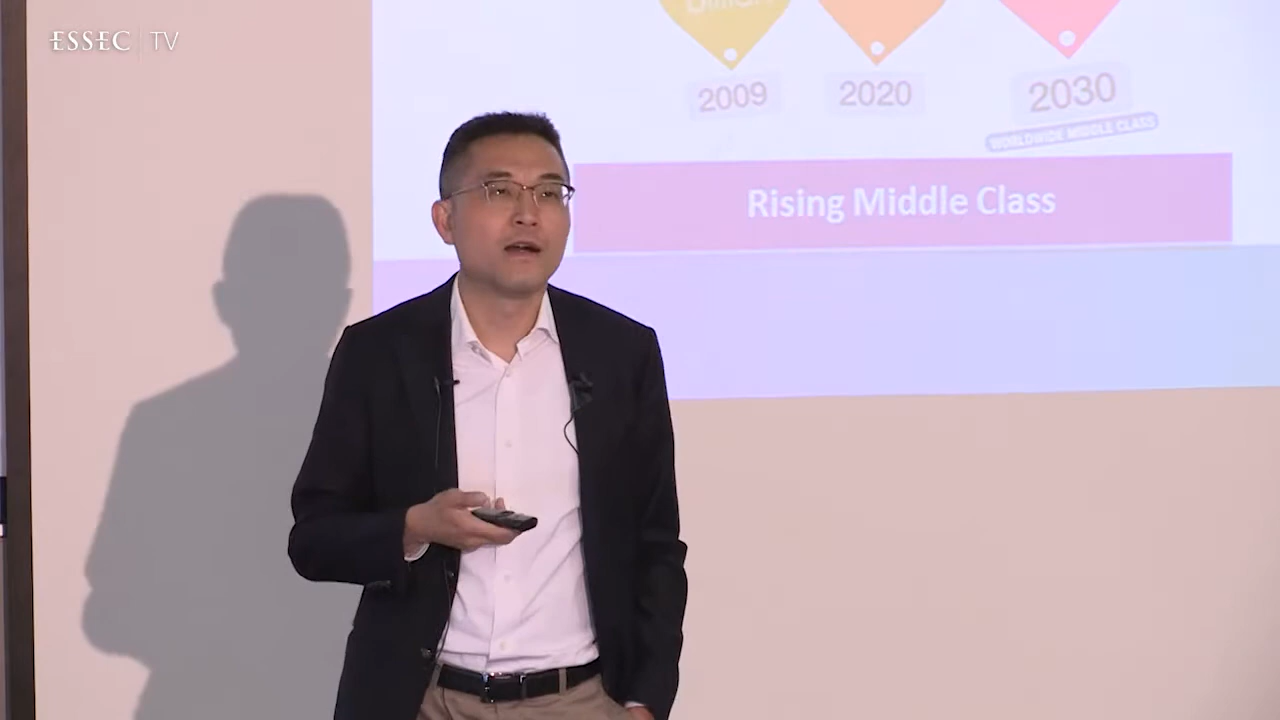 ESSEC TV
2009
2020
2030
WORLDWIDE MIDDLE CLASS
Rising Middle Class